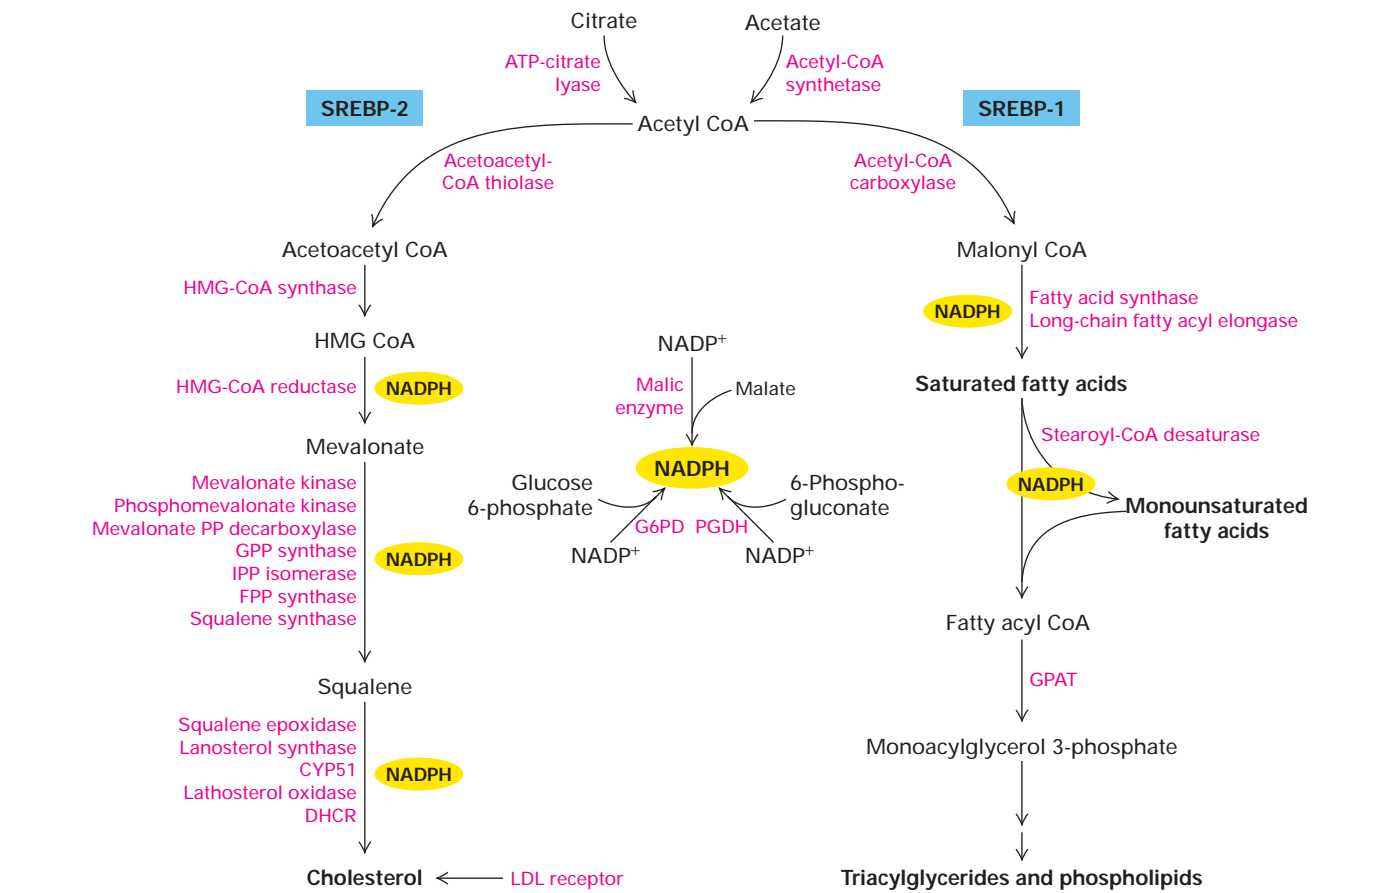 Citrate
Acetate
ATP-citrate
lyase
Acetyl-CoA
synthetase
SREBP-2
SREBP-1
Acetyl CoA
Acetoacetyl-
CoA thiolase
Acetyl-CoA
carboxylase
Acetoacetyl CoA
HMG-CoA synthase
HMG CoA
HMG-CoA reductase
NADPH
Mevalonate
Mevalonate kinase
Phosphomevalonate kinase
Mevalonate PP decarboxylase
GPP synthase
IPP isomerase
FPP synthase
Squalene synthase
NADPH
Squalene
Squalene epoxidase
Lanosterol synthase
CYP51
Lathosterol oxidase
DHCR
NADPH
Cholesterol
LDL receptor
NADP⁺
Malic
enzyme
Malate
NADPH
Glucose
6-phosphate
6-Phospho-
gluconate
G6PD
PGDH
NADP⁺
NADP⁺
Malonyl CoA
NADPH
Fatty acid synthase
Long-chain fatty acyl elongase
Saturated fatty acids
Stearoyl-CoA desaturase
NADPH
Monounsaturated
fatty acids
Fatty acyl CoA
GPAT
Monoacylglycerol 3-phosphate
Triacylglycerides and phospholipids